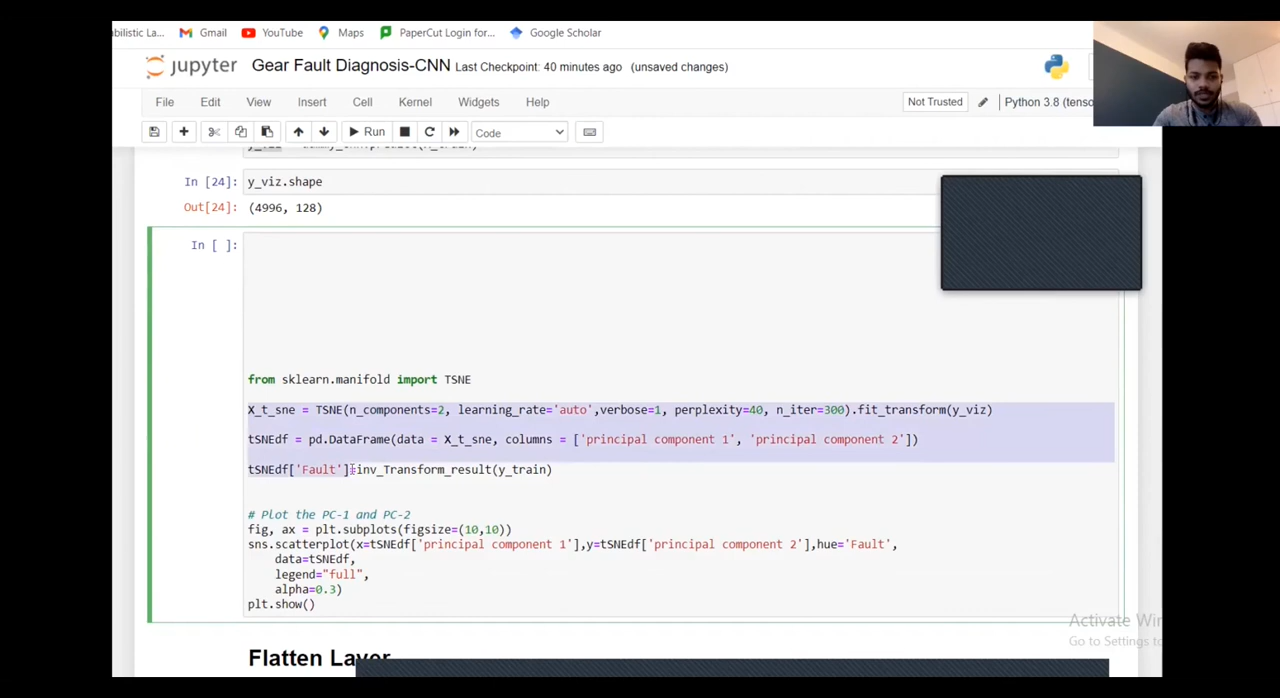 abilistic La... Gmail YouTube Maps PaperCut Login for... Google Scholar
jupyter Gear Fault Diagnosis-CNN Last Checkpoint: 40 minutes ago (unsaved changes)
File Edit View Insert Cell Kernel Widgets Help Not Trusted Python 3.8 (tenso
Run Code
In [24]: y_viz.shape
Out[24]: (4996, 128)
In [ ]:
from sklearn.manifold import TSNE
X_t_sne = TSNE(n_components=2, learning_rate='auto',verbose=1, perplexity=40, n_iter=300).fit_transform(y_viz)
tSNEdf = pd.DataFrame(data = X_t_sne, columns = ['principal component 1', 'principal component 2'])
tSNEdf['Fault']=inv_Transform_result(y_train)
# Plot the PC-1 and PC-2
fig, ax = plt.subplots(figsize=(10,10))
sns.scatterplot(x=tSNEdf['principal component 1'],y=tSNEdf['principal component 2'],hue='Fault',
data=tSNEdf,
legend="full",
alpha=0.3)
plt.show()
Activate Wi
Go to Settings to
Flatten Layer